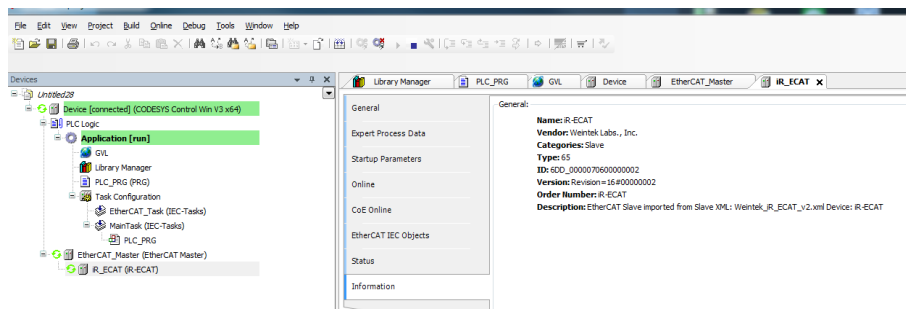 File Edit View Project Build Online Debug Tools Window Help
Devices
Library Manager PLC_PRG GVL Device EtherCAT_Master iR_ECAT
Untitled28
Device [connected] (CODESYS Control Win V3 x64)
PLC Logic
Application [run]
GVL
Library Manager
PLC_PRG (PRG)
Task Configuration
EtherCAT_Task (IEC-Tasks)
MainTask (IEC-Tasks)
PLC_PRG
EtherCAT_Master (EtherCAT Master)
iR_ECAT (iR-ECAT)
General
Expert Process Data
Startup Parameters
Online
CoE Online
EtherCAT IEC Objects
Status
Information
General:
Name: iR-ECAT
Vendor: Weintek Labs., Inc.
Categories: Slave
Type: 65
ID: 6DD_0000070600000002
Version: Revision=16#00000002
Order Number: iR-ECAT
Description: EtherCAT Slave imported from Slave XML: Weintek_iR_ECAT_v2.xml Device: iR-ECAT